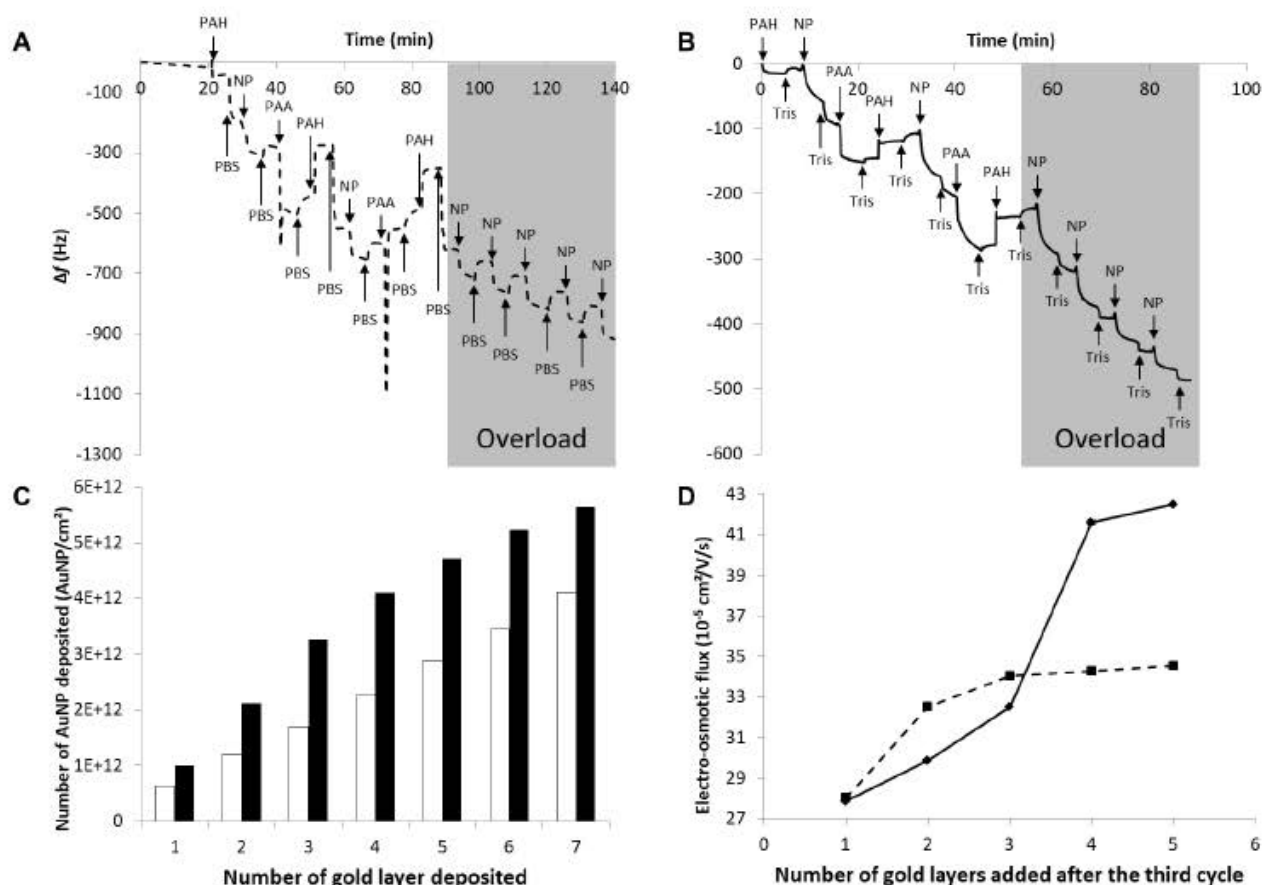 A
Time (min)
PAH
0 20 40 60 80 100 120 140
-100
-300
-500
-700
-900
-1100
-1300
Δf (Hz)
NP
PAA
PAH
PAH
PBS
PBS
PBS
PBS
NP
PAA
PBS
PBS
PBS
NP
NP
NP
NP
NP
PBS
PBS
PBS
PBS
Overload
B
Time (min)
PAH NP
0
0 20 40 60 80 100
-100
-200
-300
-400
-500
-600
PAA
PAH
NP
Tris
Tris
Tris
Tris
PAA
PAH
NP
Tris
Tris
Tris
NP
NP
NP
Tris
Tris
Tris
Tris
Overload
C
Number of AuNP deposited (AuNP/cm²)
6E+12
5E+12
4E+12
3E+12
2E+12
1E+12
0
1 2 3 4 5 6 7
Number of gold layer deposited
D
Electro-osmotic flux (10⁻⁵ cm²/V/s)
43
41
39
37
35
33
31
29
27
0 1 2 3 4 5 6
Number of gold layers added after the third cycle